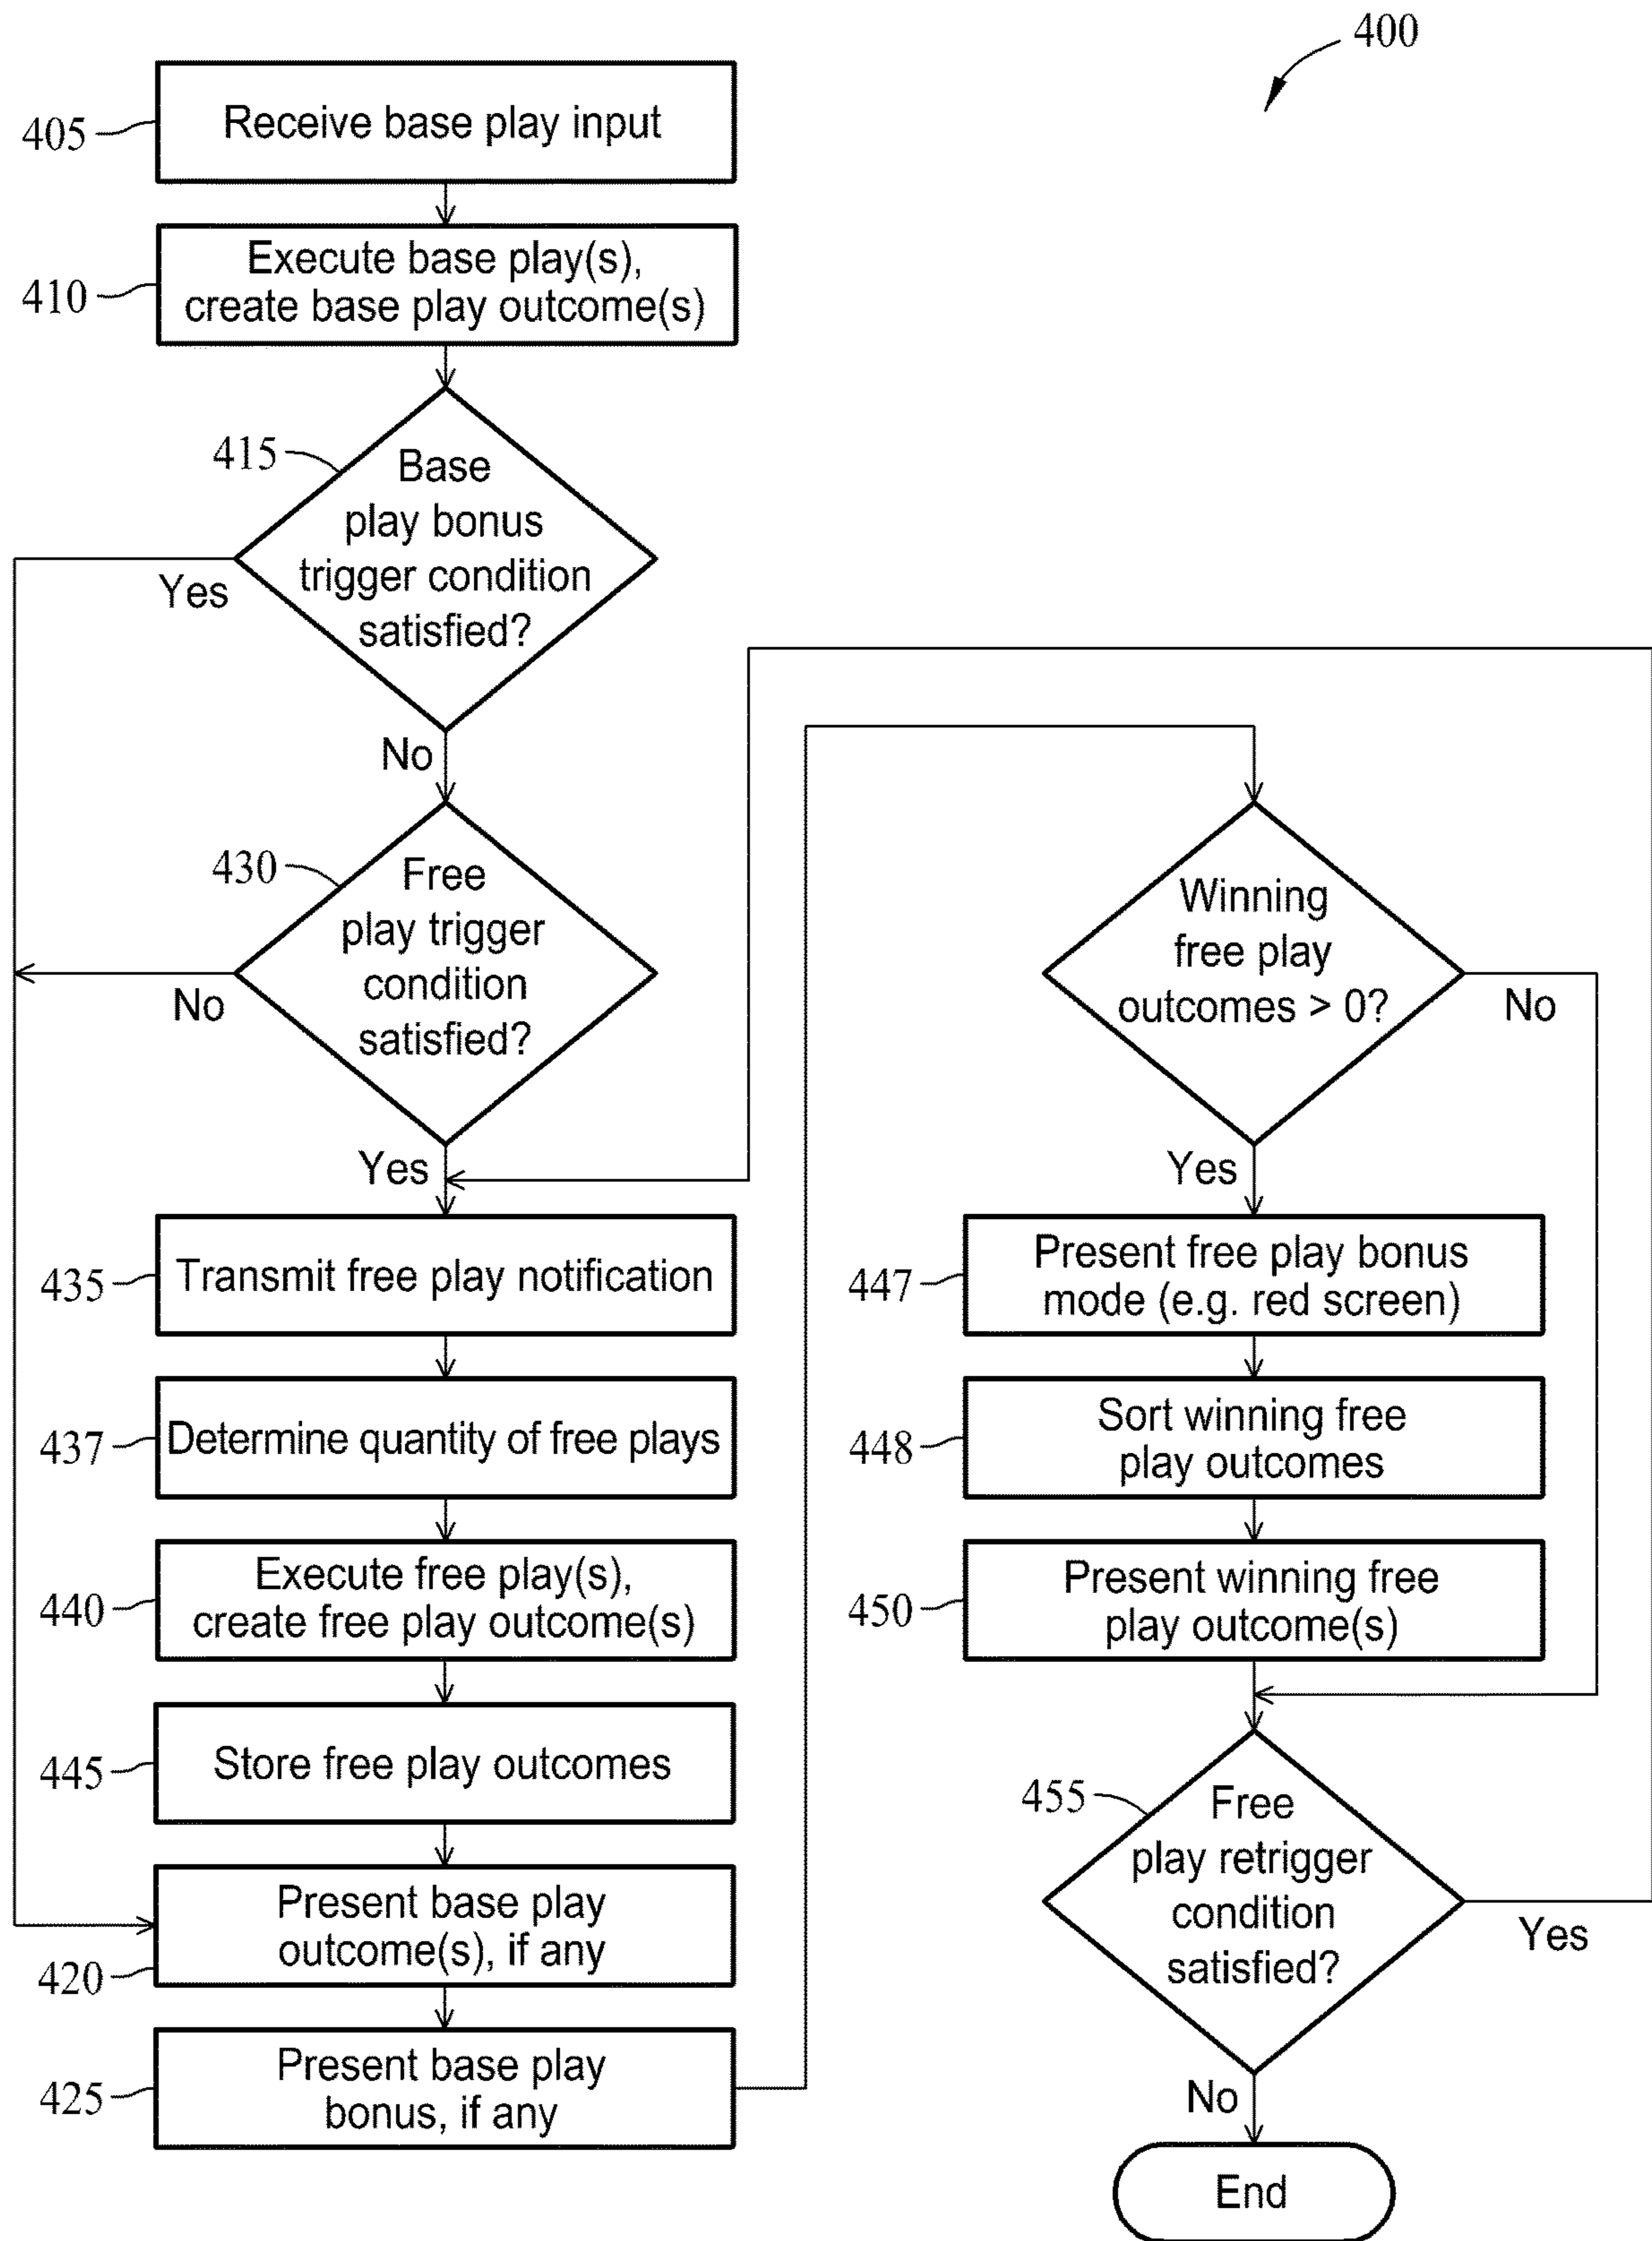 400
405
Receive base play input
410
Execute base play(s),
create base play outcome(s)
415
Base
play bonus
trigger condition
satisfied?
Yes
No
430
Free
play trigger
condition
satisfied?
No
Yes
435
Transmit free play notification
437
Determine quantity of free plays
440
Execute free play(s),
create free play outcome(s)
445
Store free play outcomes
420
Present base play
outcome(s), if any
425
Present base play
bonus, if any
Winning
free play
outcomes > 0?
No
Yes
447
Present free play bonus
mode (e.g. red screen)
448
Sort winning free
play outcomes
450
Present winning free
play outcome(s)
455
Free
play retrigger
condition
satisfied?
Yes
No
End